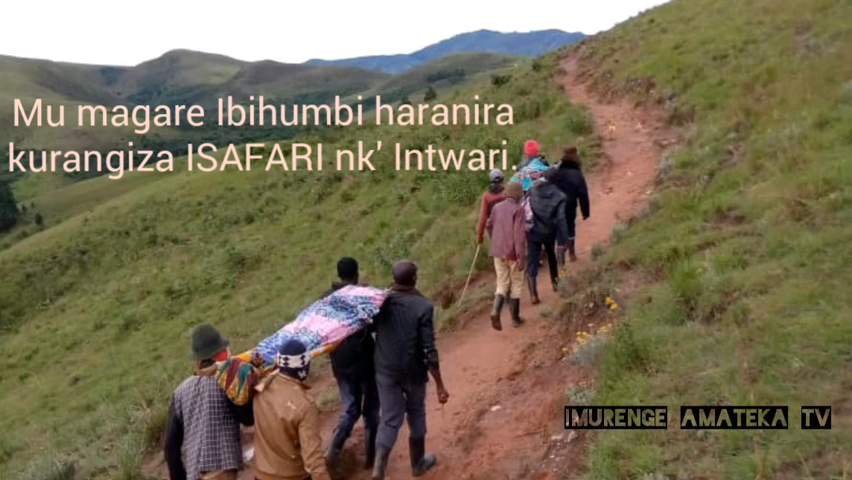 Mu magare Ibihumbi haranira
kurangiza ISAFARI nk' Intwari.
IMURENGE AMATEKA TV